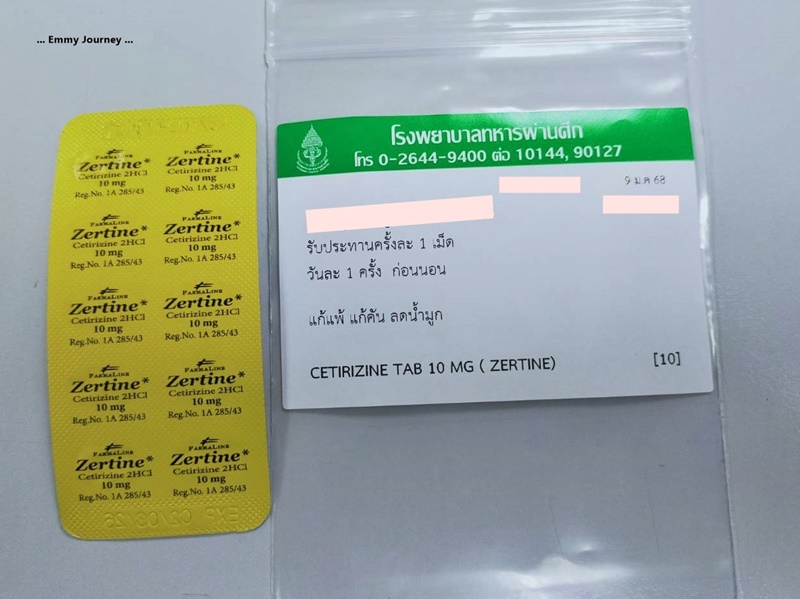 ... Emmy Journey ...
FARMALINE
Zertine*
Cetirizine 2HCl
10 mg
Reg.No. 1A 285/43
FARMALINE
Zertine*
Cetirizine 2HCl
10 mg
Reg.No. 1A 285/43
FARMALINE
Zertine*
Cetirizine 2HCl
10 mg
Reg.No. 1A 285/43
FARMALINE
Zertine*
Cetirizine 2HCl
10 mg
Reg.No. 1A 285/43
FARMALINE
Zertine*
Cetirizine 2HCl
10 mg
Reg.No. 1A 285/43
FARMALINE
Zertine*
Cetirizine 2HCl
10 mg
Reg.No. 1A 285/43
FARMALINE
Zertine*
Cetirizine 2HCl
10 mg
Reg.No. 1A 285/43
FARMALINE
Zertine*
Cetirizine 2HCl
10 mg
Reg.No. 1A 285/43
FARMALINE
Zertine*
Cetirizine 2HCl
10 mg
Reg.No. 1A 285/43
FARMALINE
Zertine*
Cetirizine 2HCl
10 mg
Reg.No. 1A 285/43
โรงพยาบาลทหารผ่านศึก
โทร 0-2644-9400 ต่อ 10144, 90127
9 ม.ค 68
รับประทานครั้งละ 1 เม็ด
วันละ 1 ครั้ง ก่อนนอน
แก้แพ้ แก้คัน ลดน้ำมูก
CETIRIZINE TAB 10 MG ( ZERTINE) [10]